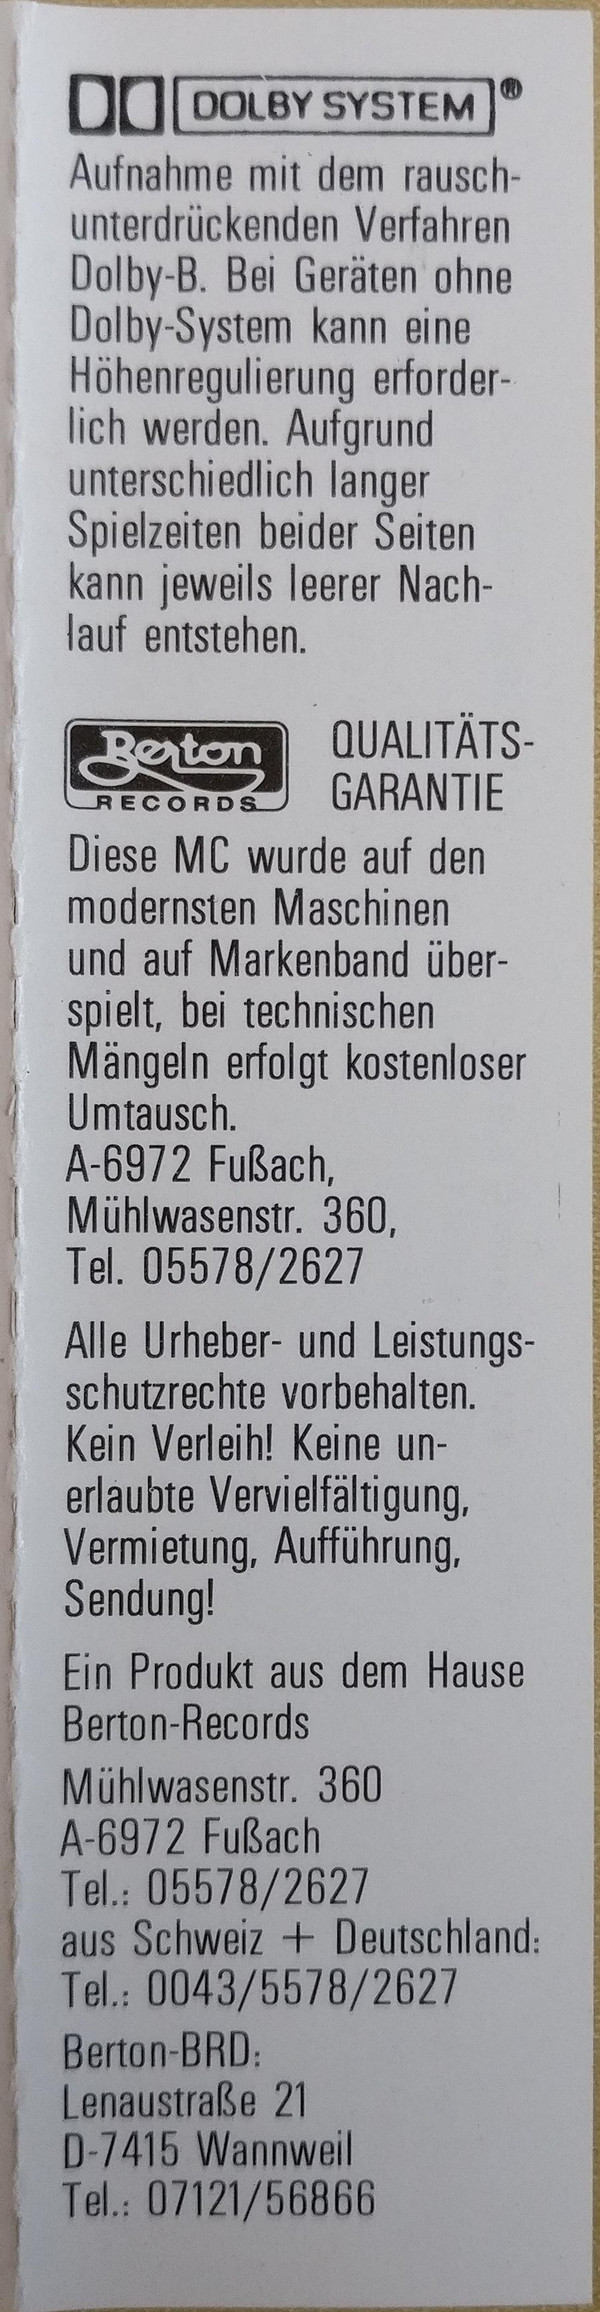 DOLBY SYSTEM®
Aufnahme mit dem rausch-
unterdrückenden Verfahren
Dolby-B. Bei Geräten ohne
Dolby-System kann eine
Höhenregulierung erforder-
lich werden. Aufgrund
unterschiedlich langer
Spielzeiten beider Seiten
kann jeweils leerer Nach-
lauf entstehen.
Berton
RECORDS
QUALITÄTS-
GARANTIE
Diese MC wurde auf den
modernsten Maschinen
und auf Markenband über-
spielt, bei technischen
Mängeln erfolgt kostenloser
Umtausch.
A-6972 Fußach,
Mühlwasenstr. 360,
Tel. 05578/2627
Alle Urheber- und Leistungs-
schutzrechte vorbehalten.
Kein Verleih! Keine un-
erlaubte Vervielfältigung,
Vermietung, Aufführung,
Sendung!
Ein Produkt aus dem Hause
Berton-Records
Mühlwasenstr. 360
A-6972 Fußach
Tel.: 05578/2627
aus Schweiz + Deutschland:
Tel.: 0043/5578/2627
Berton-BRD:
Lenaustraße 21
D-7415 Wannweil
Tel.: 07121/56866